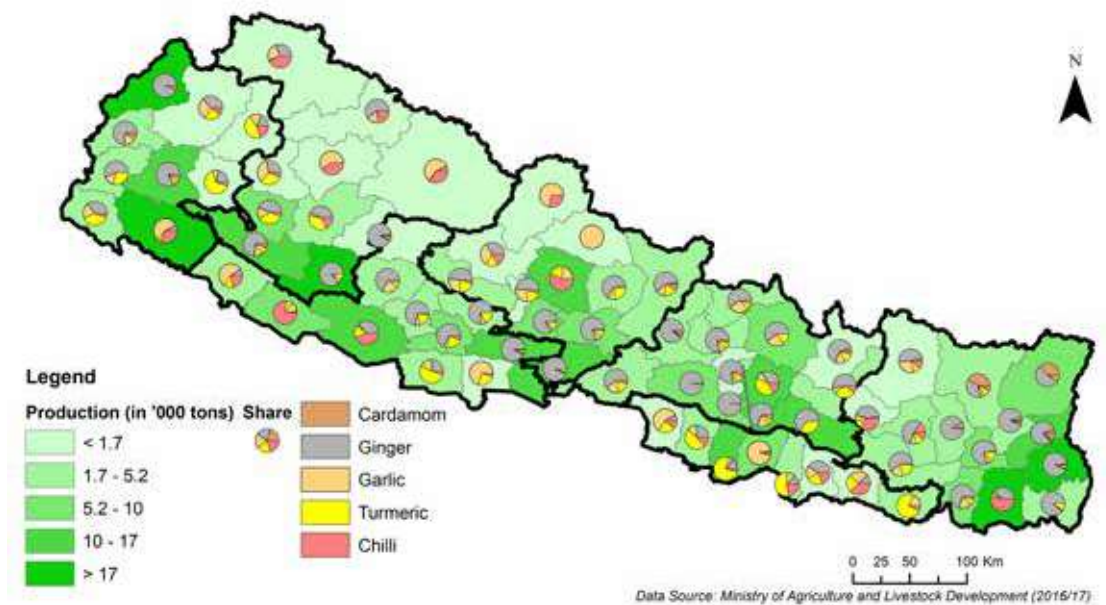 N
Legend
Production (in '000 tons) Share
< 1.7
1.7 - 5.2
5.2 - 10
10 - 17
> 17
Cardamom
Ginger
Garlic
Turmeric
Chilli
0 25 50 100 Km
Data Source: Ministry of Agriculture and Livestock Development (2016/17)